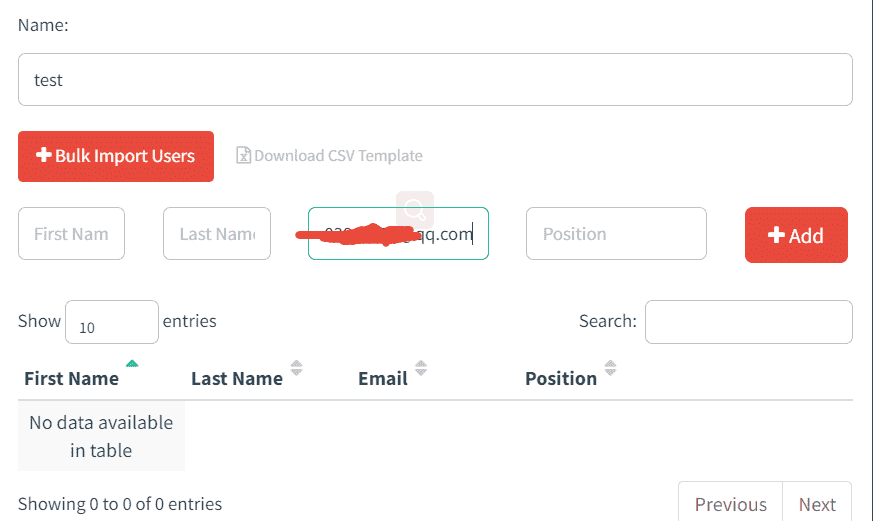 Name:
test
Bulk Import Users Download CSV Template
First Nam Last Name qq.com Position Add
Show 10 entries Search:
First Name Last Name Email Position
No data available
in table
Showing 0 to 0 of 0 entries Previous Next